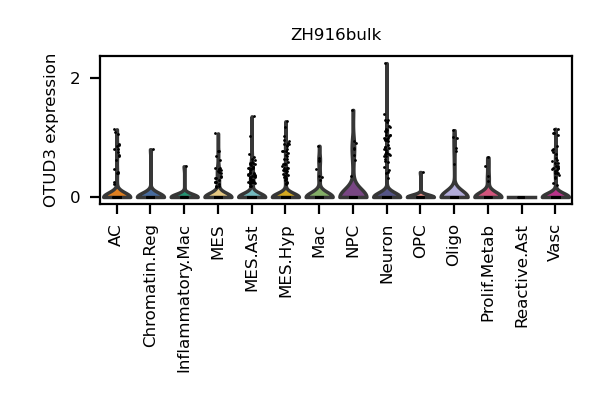 ZH916bulk
OTUD3 expression
2
0
AC
Chromatin.Reg
Inflammatory.Mac
MES
MES.Ast
MES.Hyp
Mac
NPC
Neuron
OPC
Oligo
Prolif.Metab
Reactive.Ast
Vasc